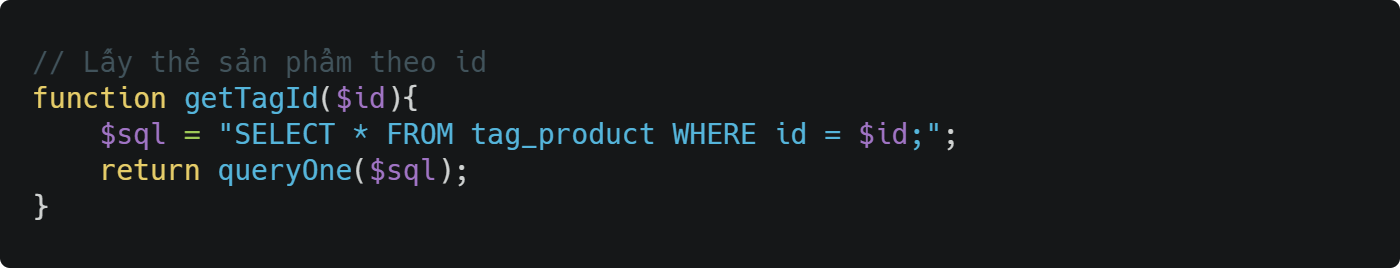 // Lấy thẻ sản phẩm theo id
function getTagId($id){
    $sql = "SELECT * FROM tag_product WHERE id = $id;";
    return queryOne($sql);
}